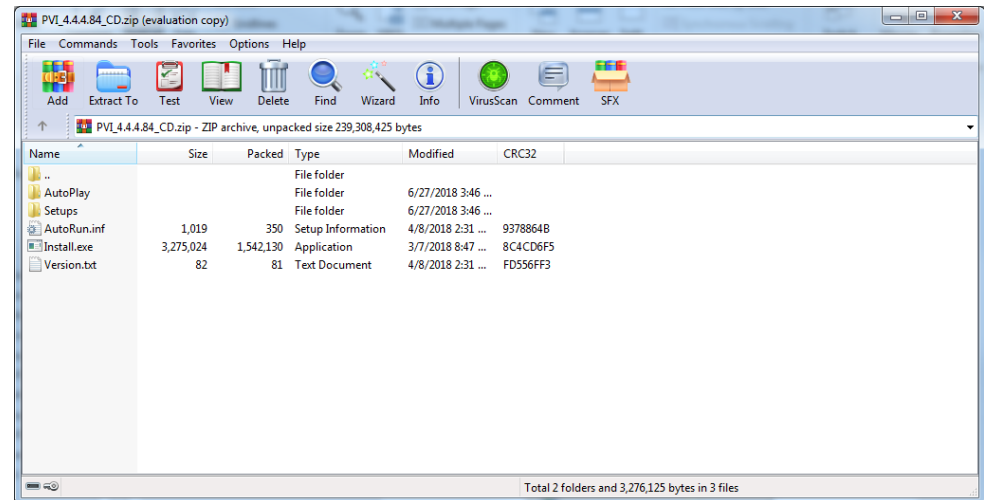 PVI_4.4.4.84_CD.zip (evaluation copy)
File Commands Tools Favorites Options Help
Add Extract To Test View Delete Find Wizard Info VirusScan Comment SFX
PVI_4.4.4.84_CD.zip - ZIP archive, unpacked size 239,308,425 bytes
Name Size Packed Type Modified CRC32
.. File folder
AutoPlay File folder 6/27/2018 3:46 ...
Setups File folder 6/27/2018 3:46 ...
AutoRun.inf 1,019 350 Setup Information 4/8/2018 2:31 ... 9378864B
Install.exe 3,275,024 1,542,130 Application 3/7/2018 8:47 ... 8C4CD6F5
Version.txt 82 81 Text Document 4/8/2018 2:31 ... FD556FF3
Total 2 folders and 3,276,125 bytes in 3 files